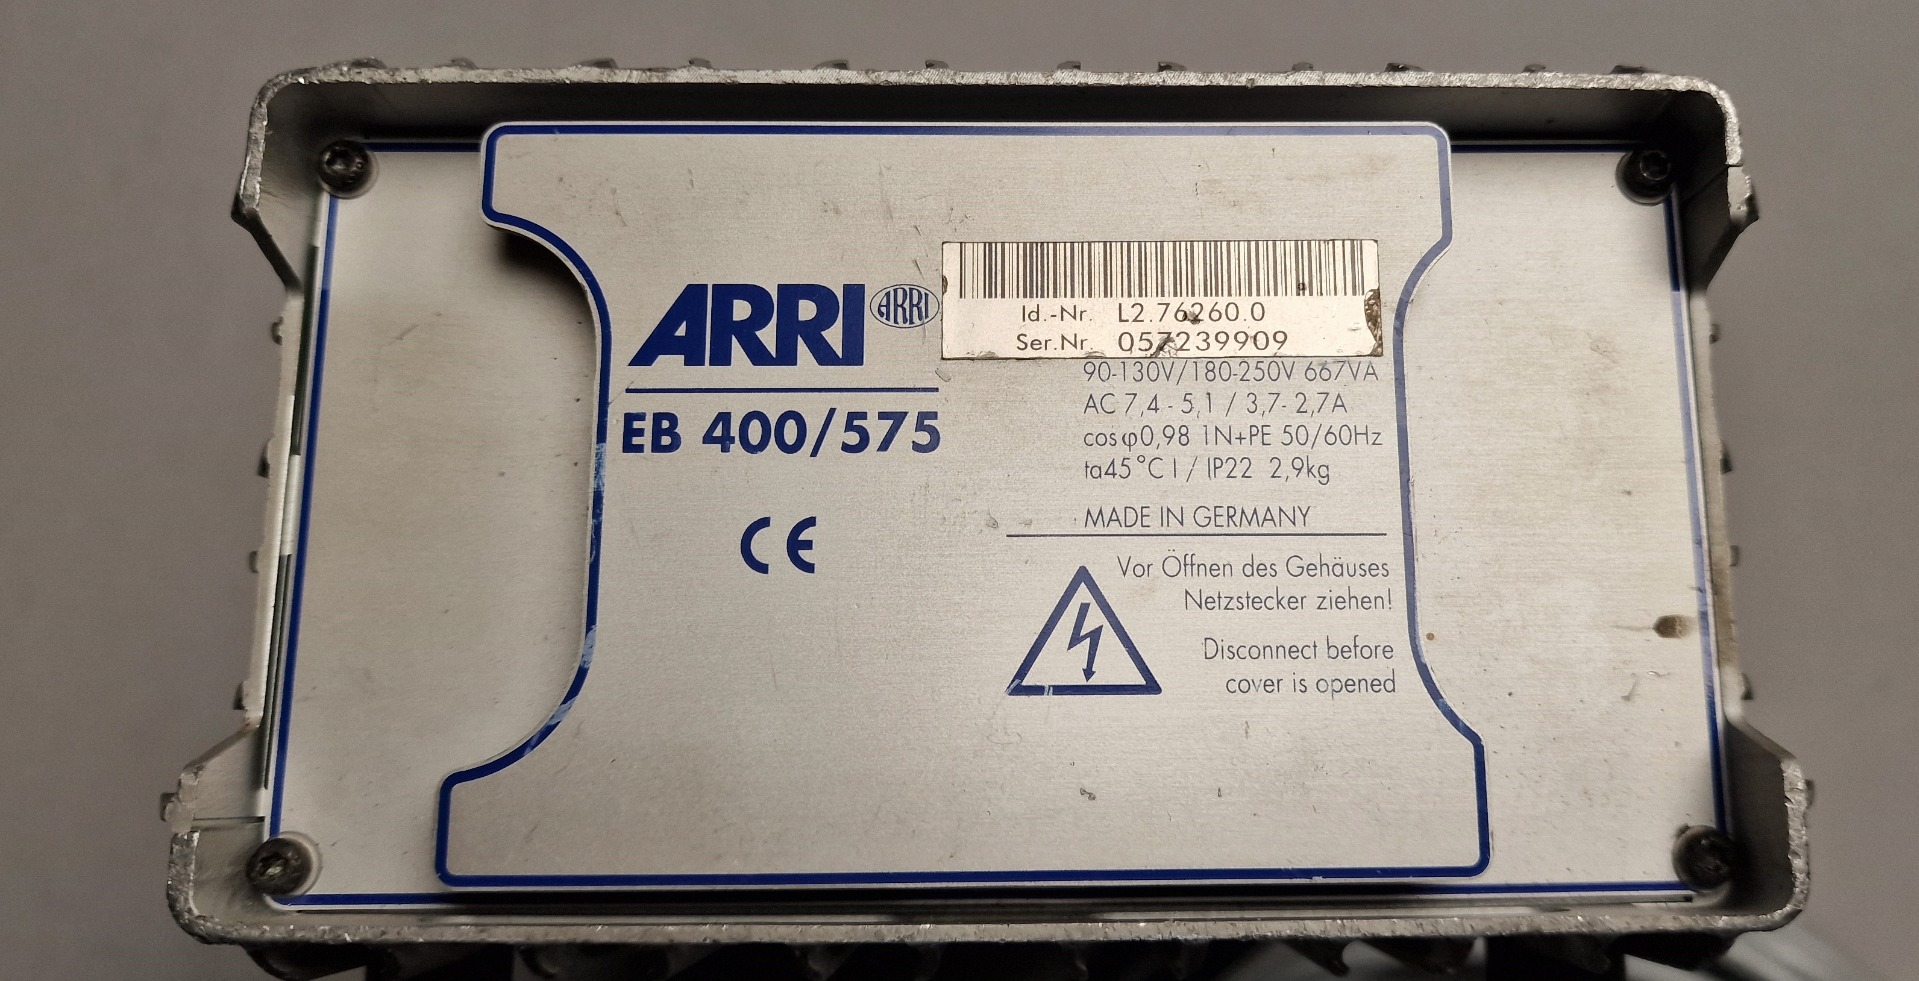 ARRI ARRI
EB 400/575
CE
Id.-Nr. L2.76260.0
Ser.Nr. 057239909
90-130V/180-250V 667VA
AC 7,4 - 5,1 / 3,7- 2,7A
cosφ0,98 1N+PE 50/60Hz
ta45°C I / IP22 2,9kg
MADE IN GERMANY
Vor Öffnen des Gehäuses
Netzstecker ziehen!
Disconnect before
cover is opened